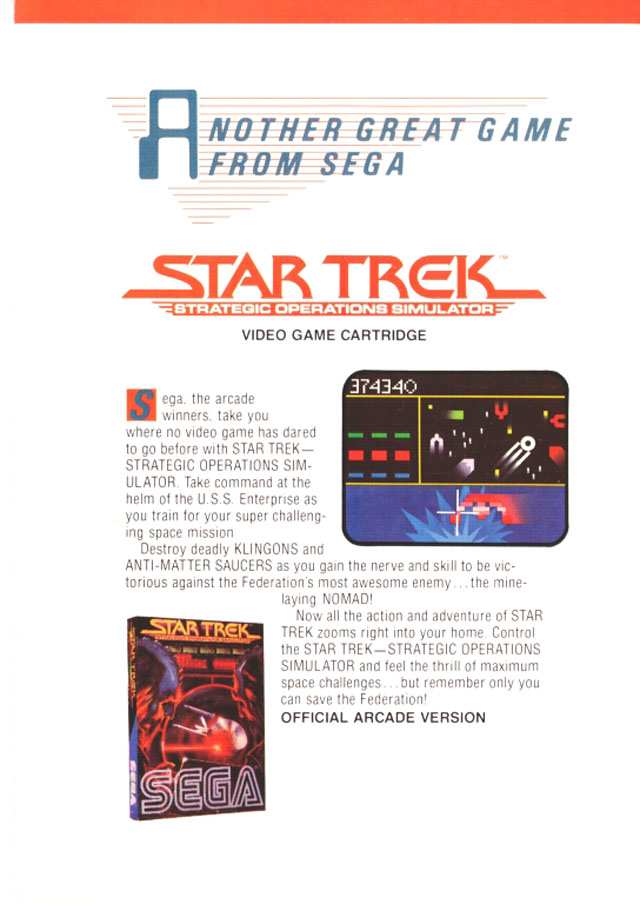 ANOTHER GREAT GAME
FROM SEGA
STAR TREK™
STRATEGIC OPERATIONS SIMULATOR
VIDEO GAME CARTRIDGE
374340
Sega, the arcade
winners, take you
where no video game has dared
to go before with STAR TREK—
STRATEGIC OPERATIONS SIM-
ULATOR. Take command at the
helm of the U.S.S. Enterprise as
you train for your super challeng-
ing space mission
Destroy deadly KLINGONS and
ANTI-MATTER SAUCERS as you gain the nerve and skill to be vic-
torious against the Federation's most awesome enemy...the mine-
laying NOMAD!
Now all the action and adventure of STAR
TREK zooms right into your home. Control
the STAR TREK—STRATEGIC OPERATIONS
SIMULATOR and feel the thrill of maximum
space challenges...but remember only you
can save the Federation!
OFFICIAL ARCADE VERSION
STAR TREK
STRATEGIC OPERATIONS SIMULATOR
STAR TREK
SEGA
SEGA